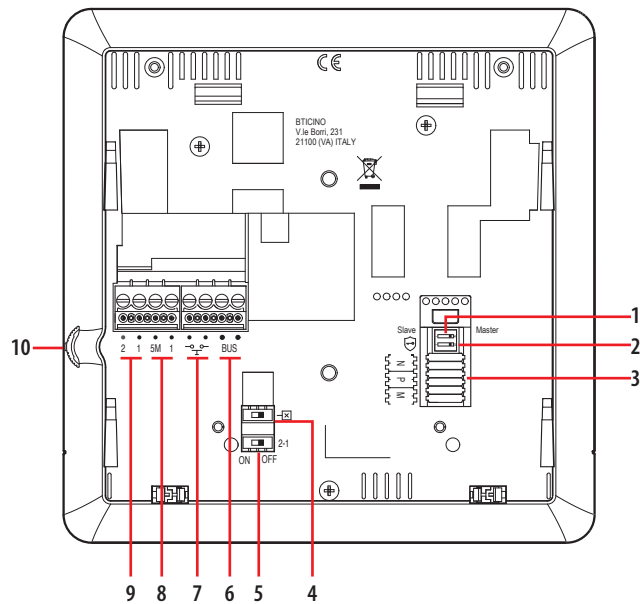 CE
BTICINO
V.le Borri, 231
21100 (VA) ITALY
1
Slave
Master
2
10
2 1 5M 1 BUS
N
P
M
3
2-1
ON OFF
9 8 7 6 5 4